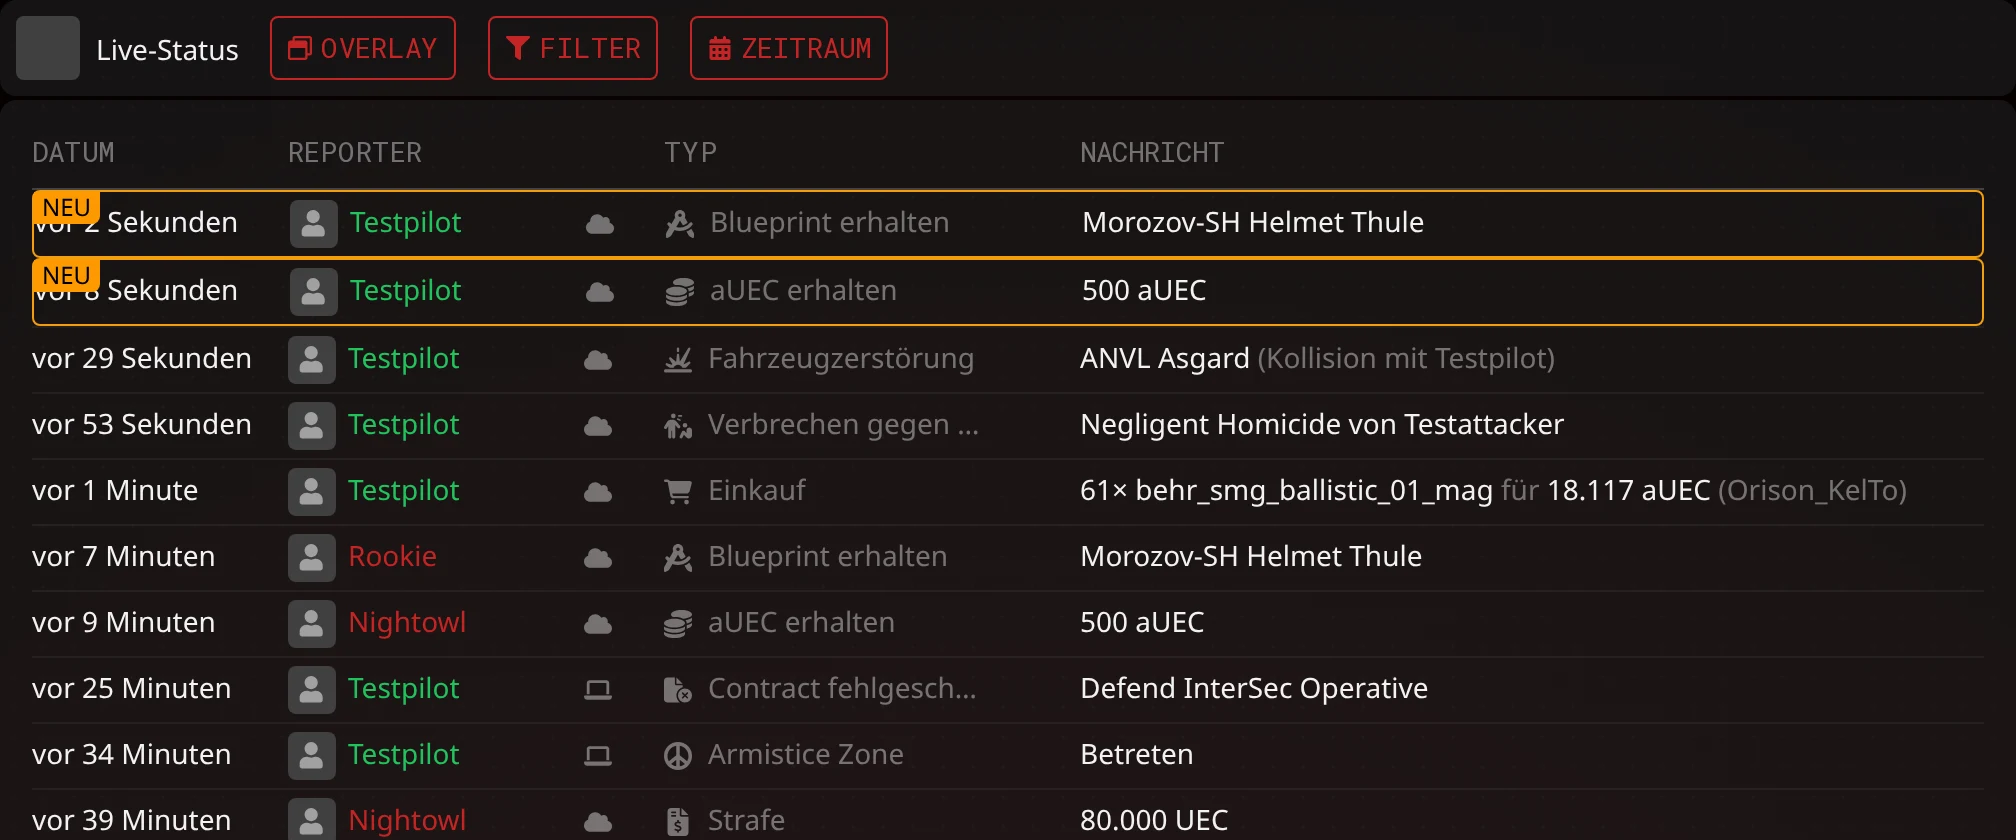 Live-Status OVERLAY FILTER ZEITRAUM
DATUM REPORTER TYP NACHRICHT
NEU
vor 2 Sekunden Testpilot Blueprint erhalten Morozov-SH Helmet Thule
NEU
vor 8 Sekunden Testpilot aUEC erhalten 500 aUEC
vor 29 Sekunden Testpilot Fahrzeugzerstörung ANVL Asgard (Kollision mit Testpilot)
vor 53 Sekunden Testpilot Verbrechen gegen ... Negligent Homicide von Testattacker
vor 1 Minute Testpilot Einkauf 61× behr_smg_ballistic_01_mag für 18.117 aUEC (Orison_KelTo)
vor 7 Minuten Rookie Blueprint erhalten Morozov-SH Helmet Thule
vor 9 Minuten Nightowl aUEC erhalten 500 aUEC
vor 25 Minuten Testpilot Contract fehlgesch... Defend InterSec Operative
vor 34 Minuten Testpilot Armistice Zone Betreten
vor 39 Minuten Nightowl Strafe 80.000 UEC